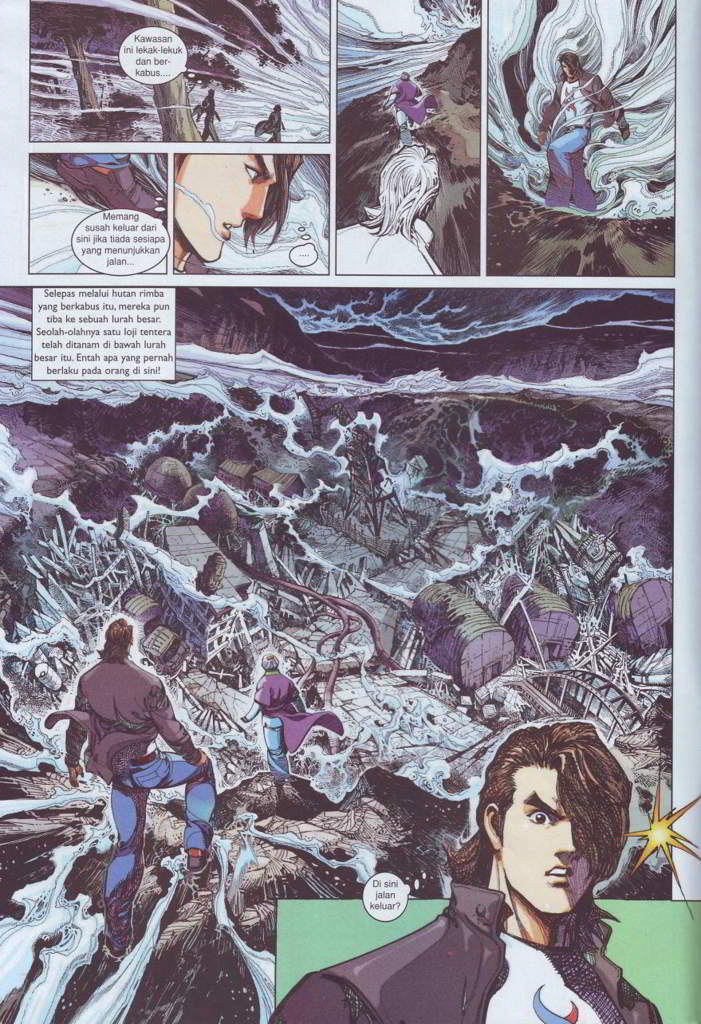 Kawasan
ini lekak-lekuk
dan ber-
kabus....
Memang
susah keluar dari
sini jika tiada sesiapa
yang menunjukkan
jalan...
....
Selepas melalui hutan rimba
yang berkabus itu, mereka pun
tiba ke sebuah lurah besar.
Seolah-olahnya satu loji tentera
telah ditanam di bawah lurah
besar itu. Entah apa yang pernah
berlaku pada orang di sini!
Di sini
jalan
keluar?